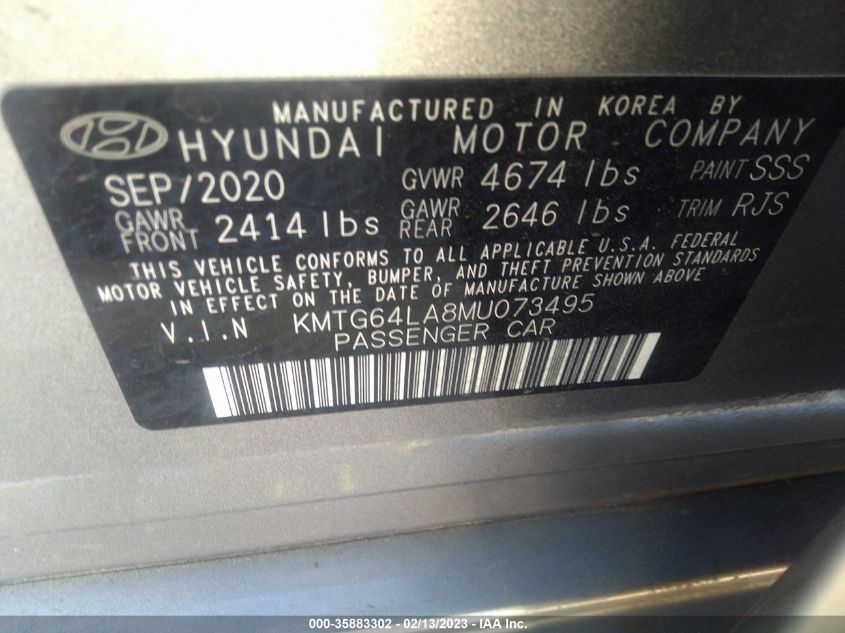 MANUFACTURED IN KOREA BY
HYUNDAI MOTOR COMPANY
SEP/2020 GVWR 4674 lbs PAINT SSS
GAWR FRONT 2414 lbs GAWR REAR 2646 lbs TRIM RJS
THIS VEHICLE CONFORMS TO ALL APPLICABLE U.S.A. FEDERAL
MOTOR VEHICLE SAFETY, BUMPER, AND THEFT PREVENTION STANDARDS
IN EFFECT ON THE DATE OF MANUFACTURE SHOWN ABOVE
V.I.N KMTG64LA8MU073495
PASSENGER CAR
000-35883302 - 02/13/2023 - IAA Inc.